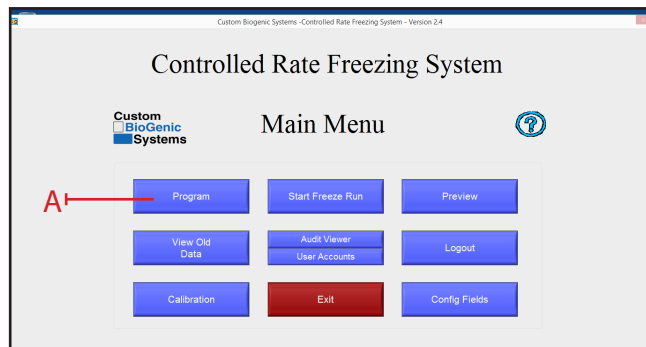 Custom Biogenic Systems -Controlled Rate Freezing System - Version 2.4
x
Controlled Rate Freezing System
Custom
BioGenic
Systems
Main Menu
?
A
Program
Start Freeze Run
Preview
View Old
Data
Audit Viewer
User Accounts
Logout
Calibration
Exit
Config Fields